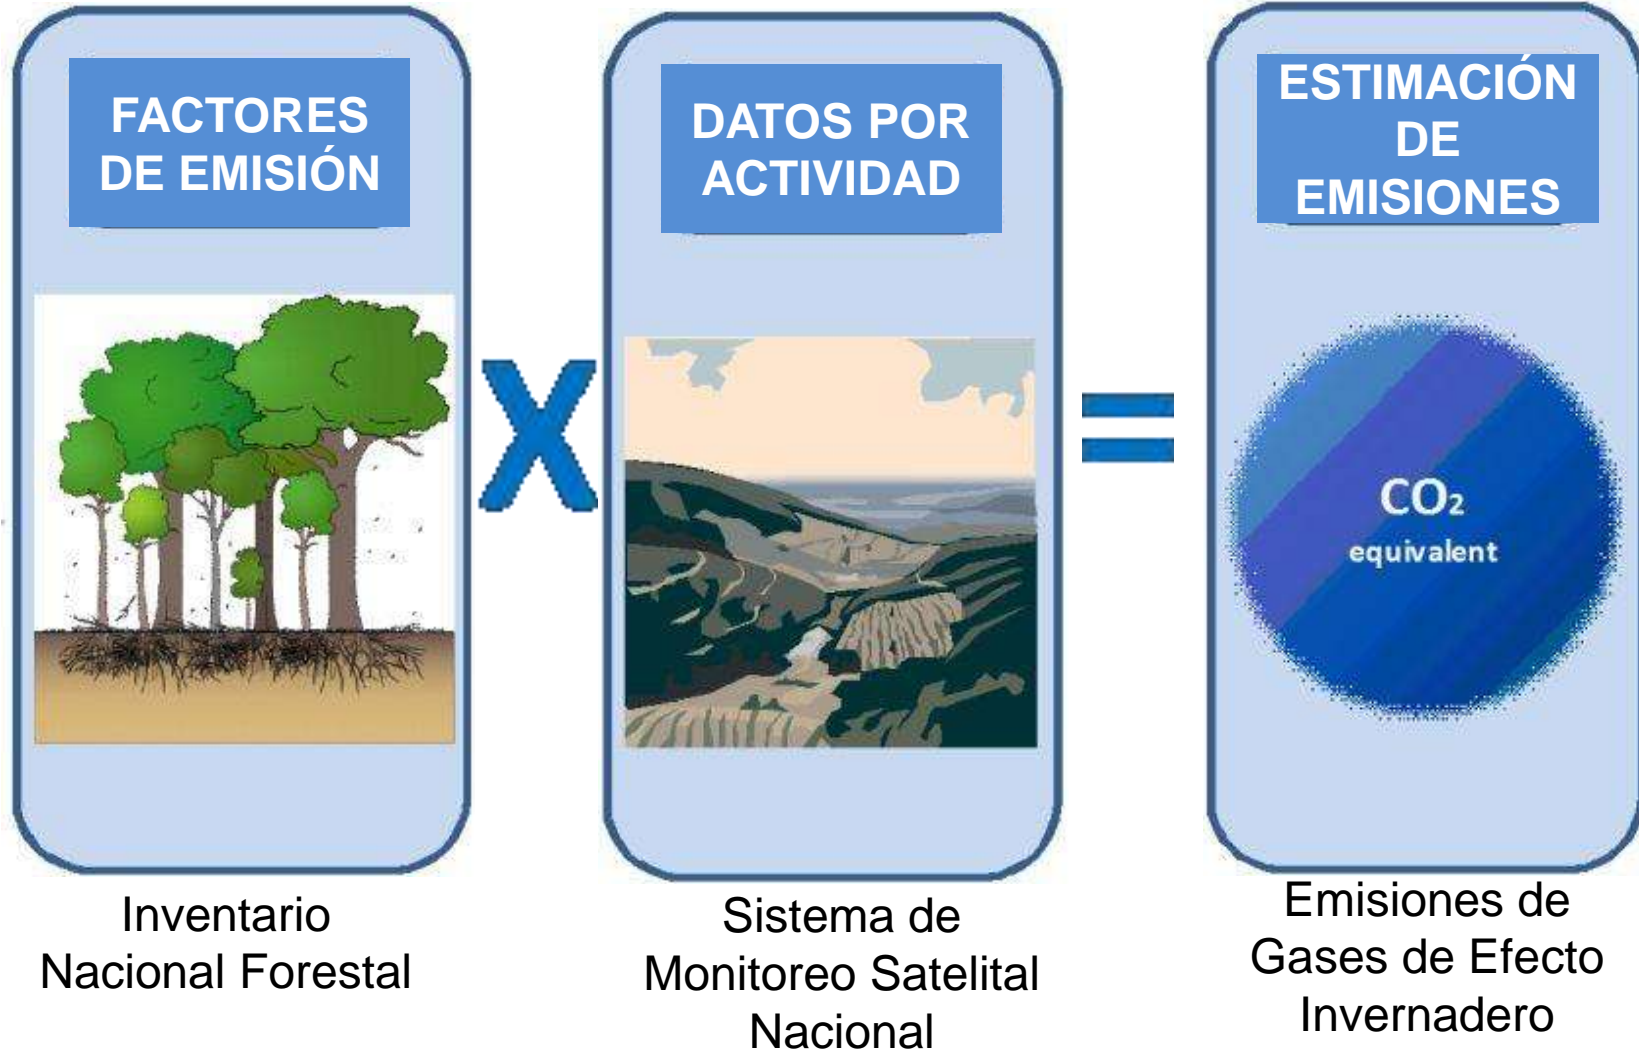 FACTORES
DE EMISIÓN
Inventario
Nacional Forestal
X
DATOS POR
ACTIVIDAD
Sistema de
Monitoreo Satelital
Nacional
=
ESTIMACIÓN
DE
EMISIONES
CO₂
equivalent
Emisiones de
Gases de Efecto
Invernadero